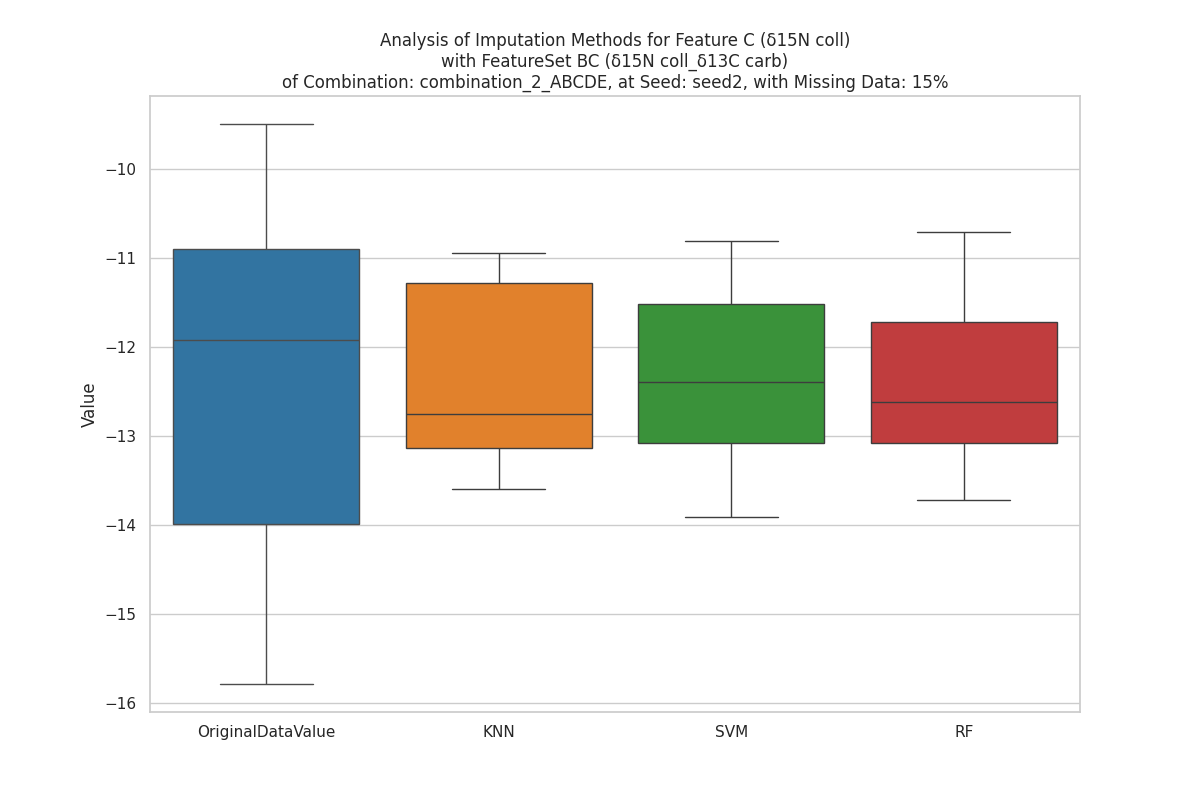 Analysis of Imputation Methods for Feature C (δ15N coll)
with FeatureSet BC (δ15N coll_δ13C carb)
of Combination: combination_2_ABCDE, at Seed: seed2, with Missing Data: 15%
−10
−11
−12
−13
−14
−15
−16
Value
OriginalDataValue KNN SVM RF